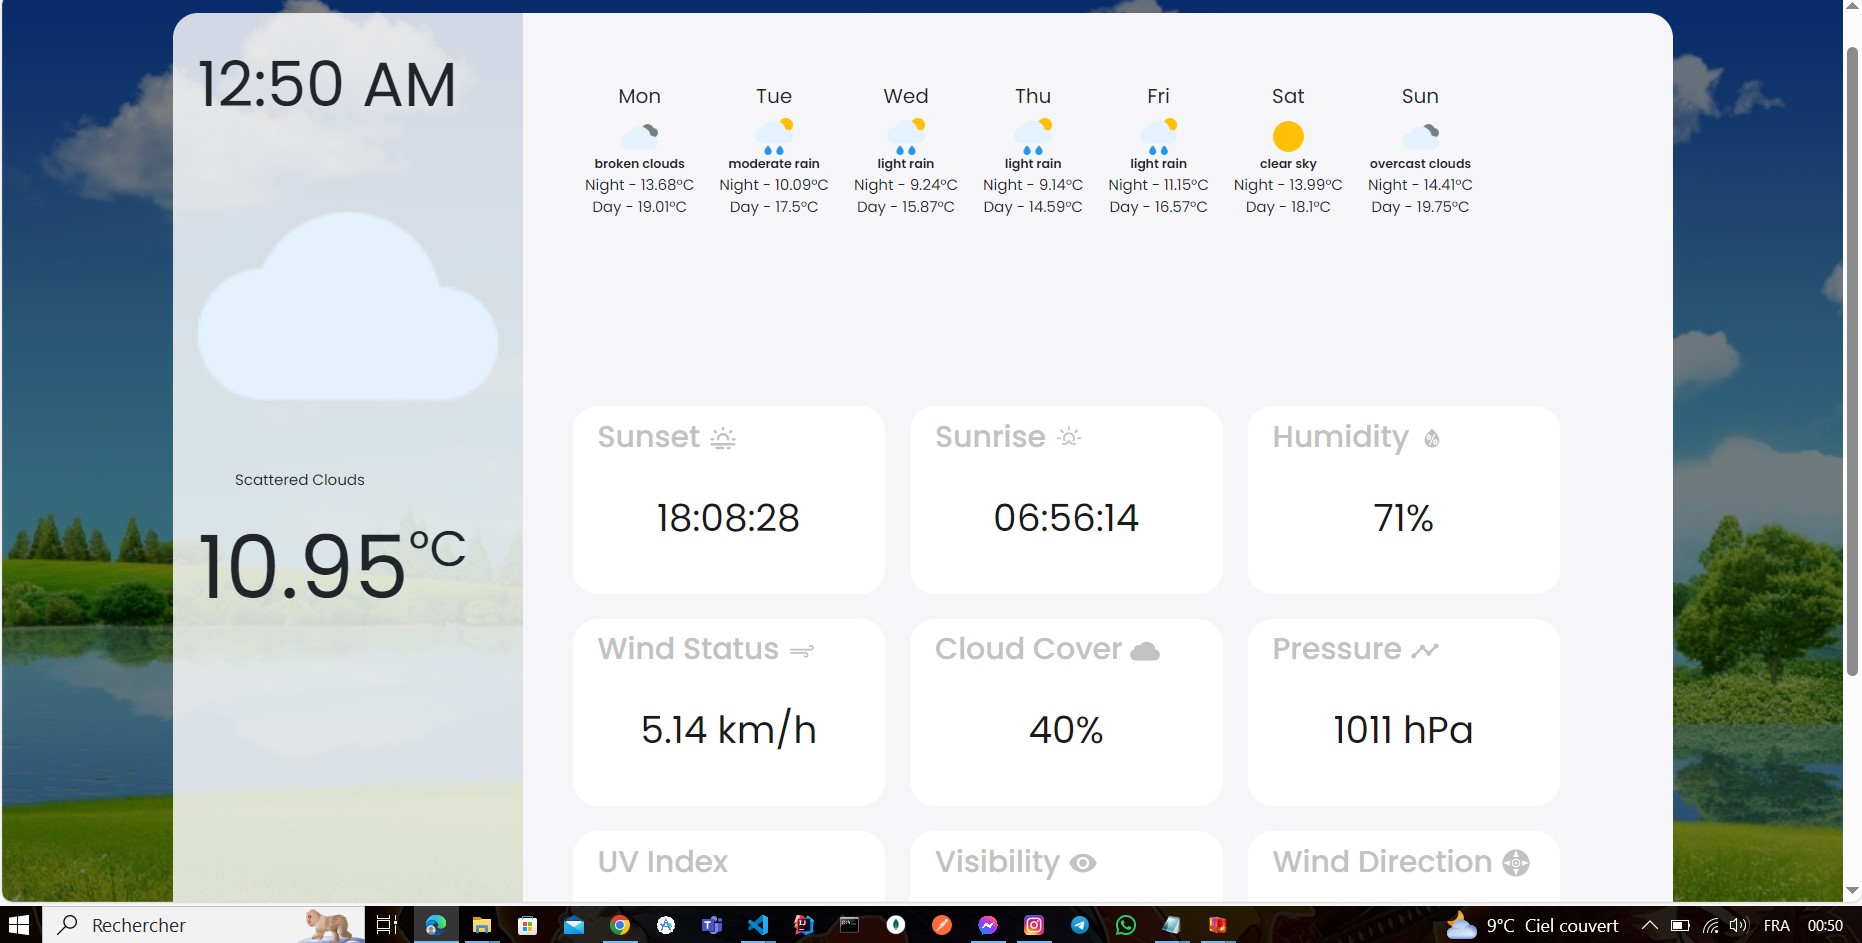 12:50 AM
Scattered Clouds
10.95°C
Mon Tue Wed Thu Fri Sat Sun
broken clouds moderate rain light rain light rain light rain clear sky overcast clouds
Night - 13.68°C Night - 10.09°C Night - 9.24°C Night - 9.14°C Night - 11.15°C Night - 13.99°C Night - 14.41°C
Day - 19.01°C Day - 17.5°C Day - 15.87°C Day - 14.59°C Day - 16.57°C Day - 18.1°C Day - 19.75°C
Sunset Sunrise Humidity
18:08:28 06:56:14 71%
Wind Status Cloud Cover Pressure
5.14 km/h 40% 1011 hPa
UV Index Visibility Wind Direction
Rechercher 9°C Ciel couvert FRA 00:50